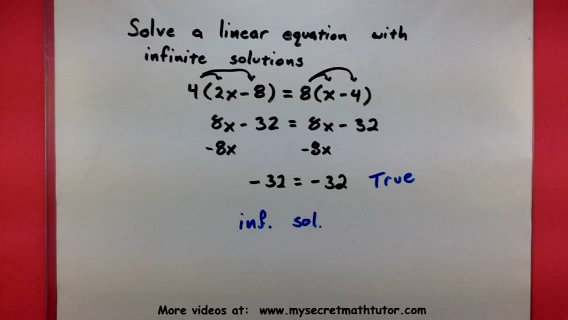 Solve a linear equation with
infinite solutions
4(2x-8) = 8(x-4)
8x - 32 = 8x - 32
-8x -8x
-32 = -32 True
inf. sol.
More videos at: www.mysecretmathtutor.com